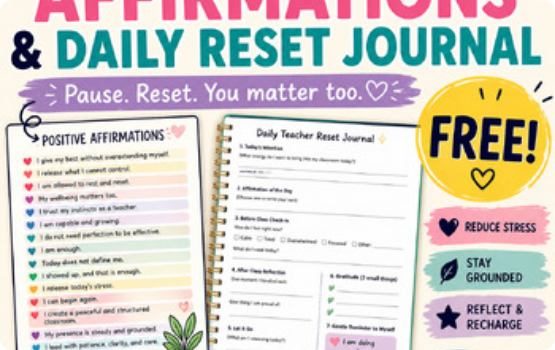 AFFIRMATIONS
& DAILY RESET JOURNAL
Pause. Reset. You matter too.
POSITIVE AFFIRMATIONS
I give my best without overextending myself.
I release what I cannot control.
I am allowed to rest and reset.
My wellbeing matters too.
I trust my instincts as a teacher.
I am capable and growing.
I do not need perfection to be effective.
I am enough.
Today does not define me.
I showed up, and that is enough.
I release today's stress.
I can begin again.
I create a peaceful and structured
classroom.
My presence is steady and grounded.
I lead with patience, clarity, and care.
Daily Teacher Reset Journal
1. Today's Intention
What energy do I want to bring into my classroom today?
2. Affirmation of the Day
(Choose one or write your own)
3. Before Class Check-In
How do I feel right now?
Calm Tired Overwhelmed Focused Other:
What do I need today?
4. After Class Reflection
One moment I handled well:
One thing I am proud of:
5. Let It Go
What am I releasing today?
6. Gratitude (3 small things)
7. Gentle Reminder to Myself
I am doing
FREE!
REDUCE STRESS
STAY
GROUNDED
REFLECT &
RECHARGE